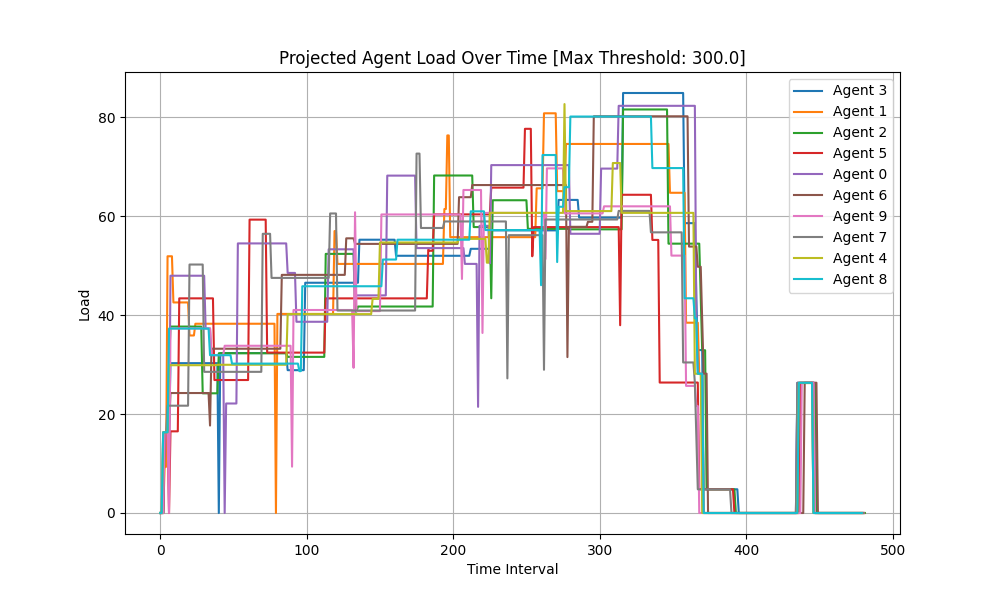 Projected Agent Load Over Time [Max Threshold: 300.0]
Load
80
60
40
20
0
0
100
200
300
400
500
Time Interval
Agent 3
Agent 1
Agent 2
Agent 5
Agent 0
Agent 6
Agent 9
Agent 7
Agent 4
Agent 8